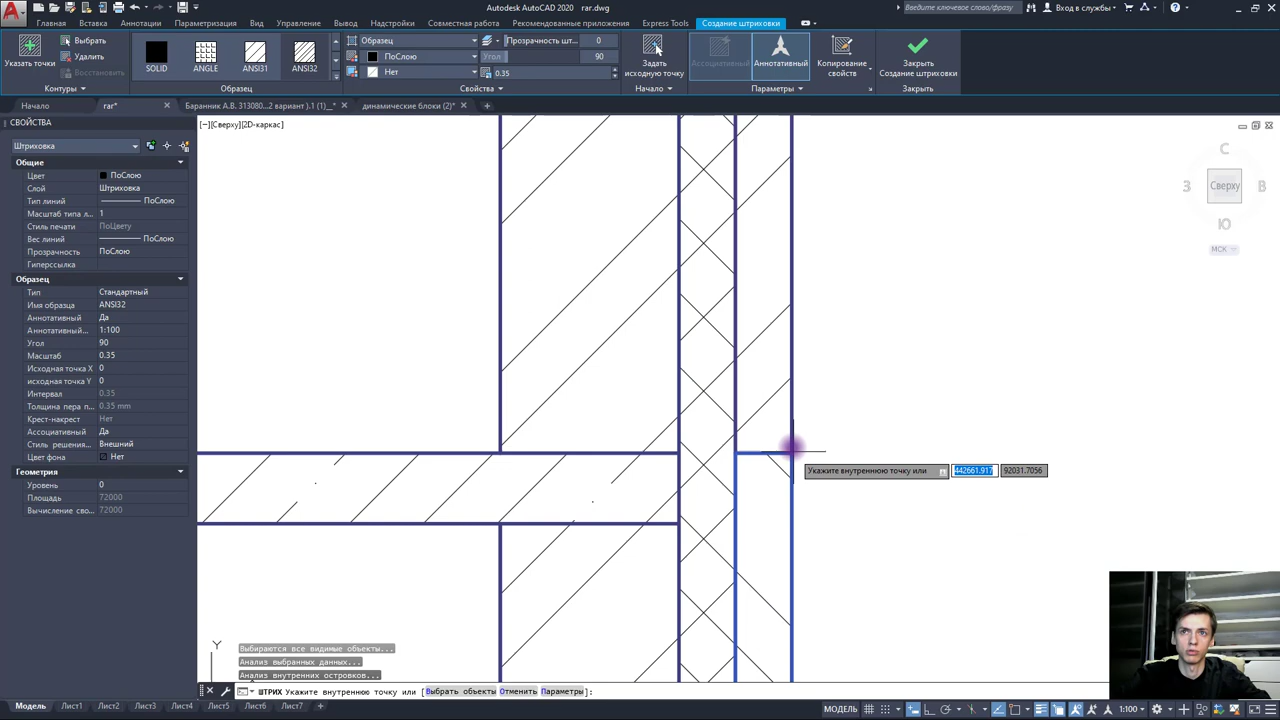 Autodesk AutoCAD 2020 rar.dwg
Введите ключевое слово/фразу
Вход в службы
Главная Вставка Аннотации Параметризация Вид Управление Вывод Надстройки Совместная работа Рекомендованные приложения Express Tools Создание штриховки
Указать точки
Выбрать
Удалить
Восстановить
Контуры
SOLID ANGLE ANSI31 ANSI32
Образец
Образец
ПоСлою
Нет
Прозрачность шт... 0
Угол 90
0.35
Свойства
Задать исходную точку
Начало
Ассоциативный
Аннотативный
Копирование свойств
Параметры
Закрыть
Создание штриховки
Закрыть
Начало rar* Баранник А.В. 313080...2 вариант ).1 (1)__* динамические блоки (2)*
СВОЙСТВА
[−][Сверху][2D-каркас]
Штриховка
Общие
Цвет ПоСлою
Слой Штриховка
Тип линий ПоСлою
Масштаб типа л... 1
Стиль печати ПоЦвету
Вес линий ПоСлою
Прозрачность ПоСлою
Гиперссылка
Образец
Тип Стандартный
Имя образца ANSI32
Аннотативный Да
Аннотативный... 1:100
Угол 90
Масштаб 0.35
Исходная точка X 0
исходная точка Y 0
Интервал 0.35
Толщина пера п... 0.35 mm
Крест-накрест Нет
Ассоциативный Да
Стиль решения... Внешний
Цвет фона Нет
Геометрия
Уровень 0
Площадь 72000
Вычисление сво... 72000
С
З Сверху В
Ю
МСК
Укажите внутреннюю точку или 442661.917 92031.7056
Y
Выбираются все видимые объекты...
Анализ выбранных данных...
Анализ внутренних островков...
ШТРИХ Укажите внутреннюю точку или [Выбрать объекты Отменить Параметры]:
Модель Лист1 Лист2 Лист3 Лист4 Лист5 Лист6 Лист7
МОДЕЛЬ 1:100